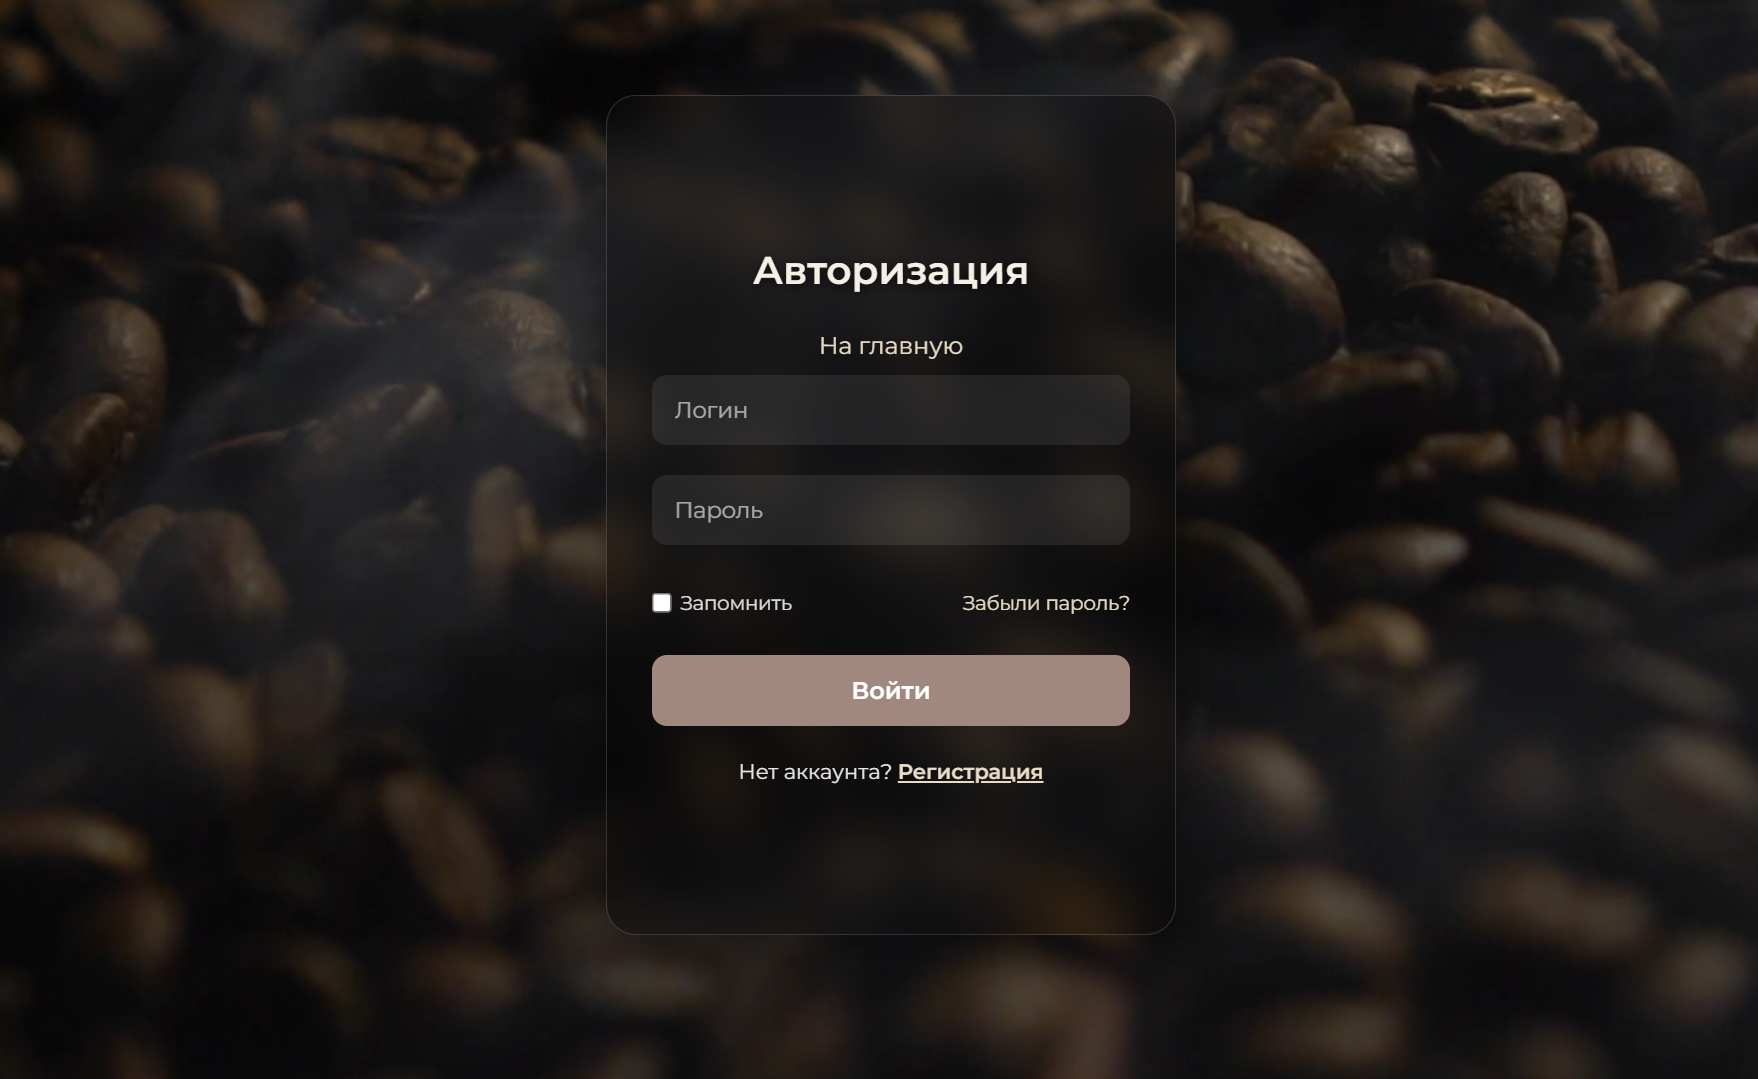 Авторизация
На главную
Логин
Пароль
Запомнить
Забыли пароль?
Войти
Нет аккаунта? Регистрация